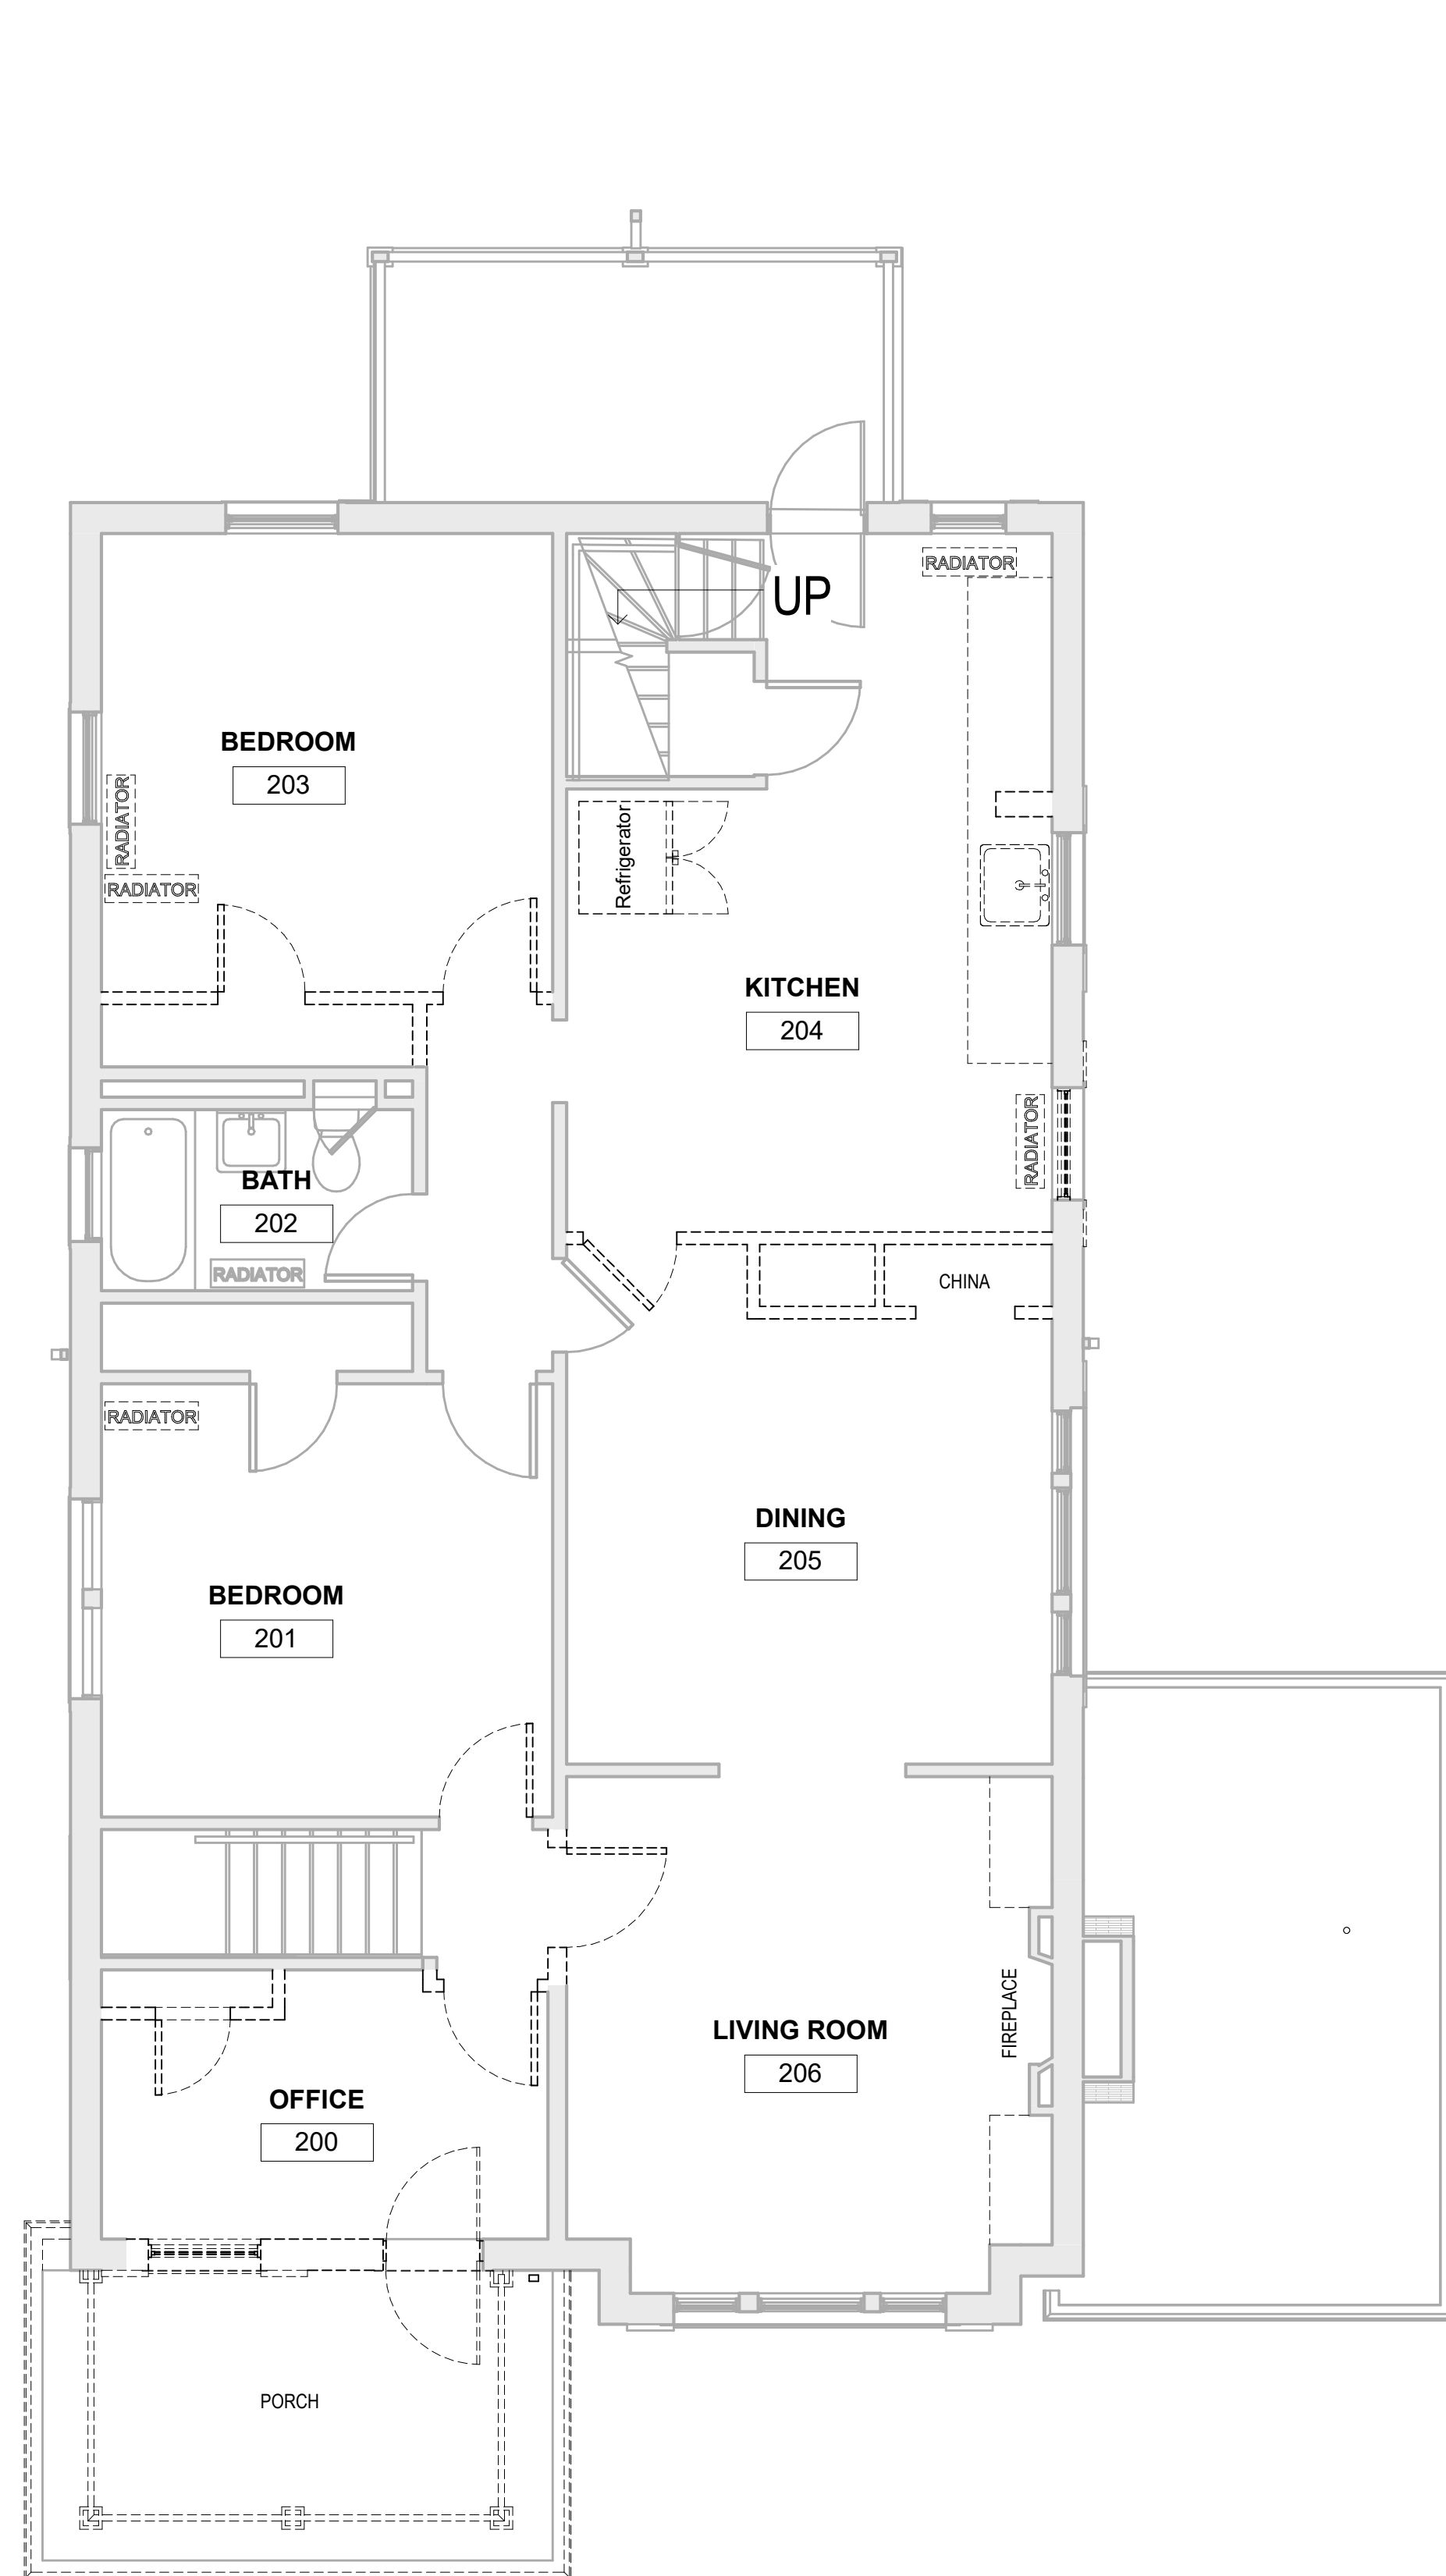 RADIATOR
UP
BEDROOM
203
RADIATOR
Refrigerator
RADIATOR
KITCHEN
204
RADIATOR
BATH
202
RADIATOR
CHINA
RADIATOR
DINING
205
BEDROOM
201
FIREPLACE
LIVING ROOM
206
OFFICE
200
PORCH